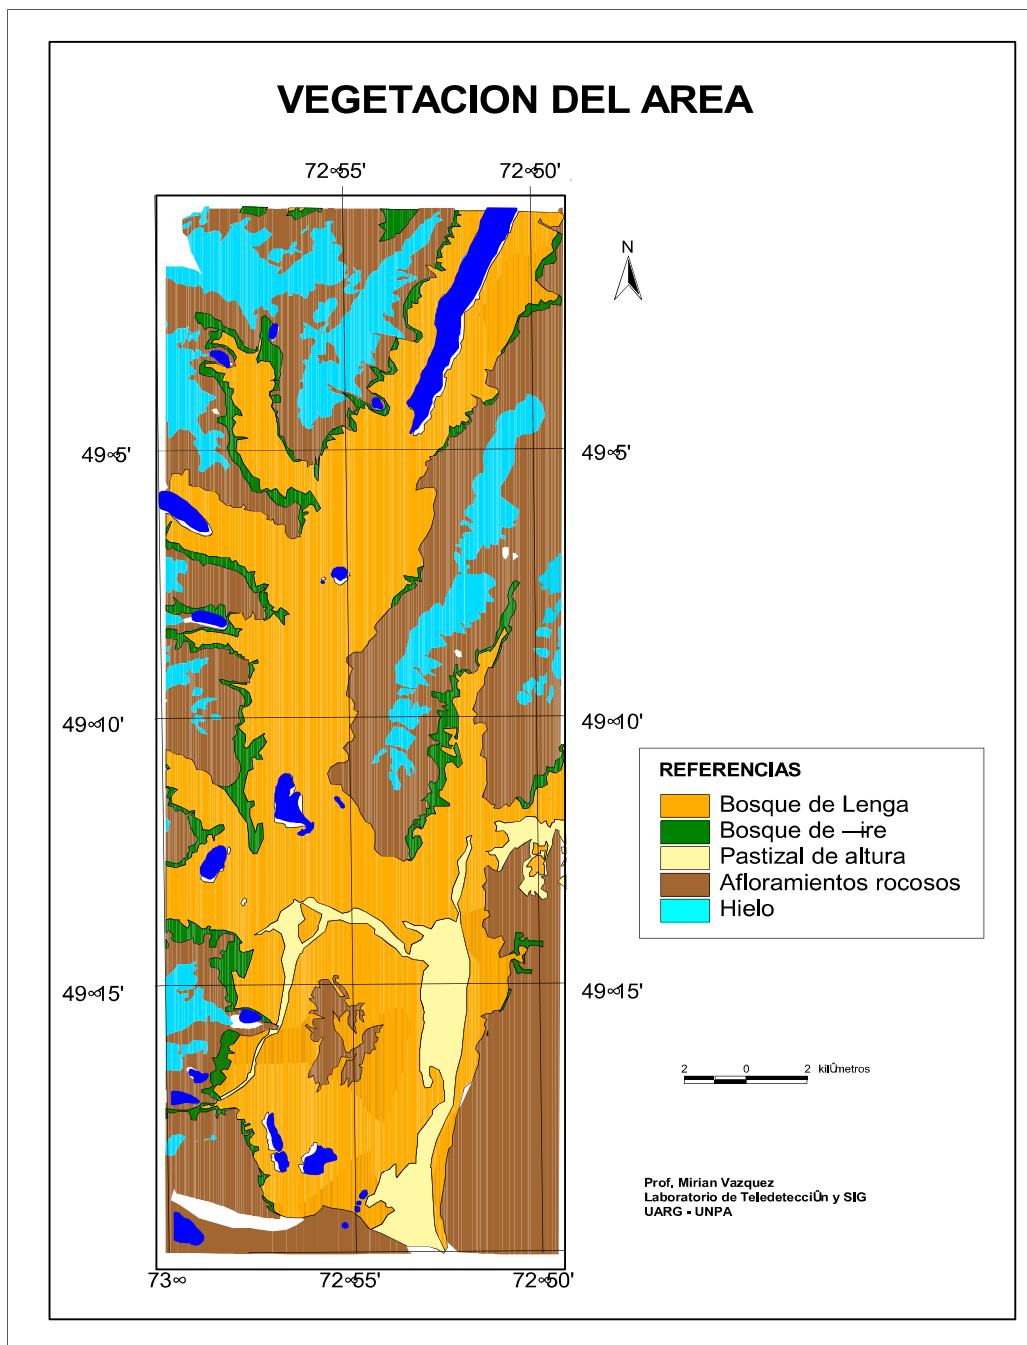 VEGETACION DEL AREA
72∞55' 72∞50'
N
49∞5' 49∞5'
49∞10' 49∞10'
REFERENCIAS
Bosque de Lenga
Bosque de —ire
Pastizal de altura
Afloramientos rocosos
Hielo
49∞15' 49∞15'
2 0 2 kilÛmetros
Prof. Mirian Vazquez
Laboratorio de TeledetecciÛn y SIG
UARG - UNPA
73∞ 72∞55' 72∞50'